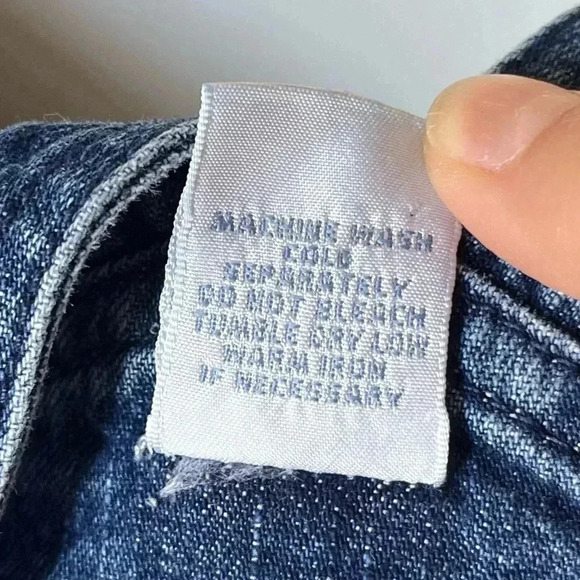 MACHINE WASH
COLD
SEPARATELY
DO NOT BLEACH
TUMBLE DRY LOW
WARM IRON
IF NECESSARY